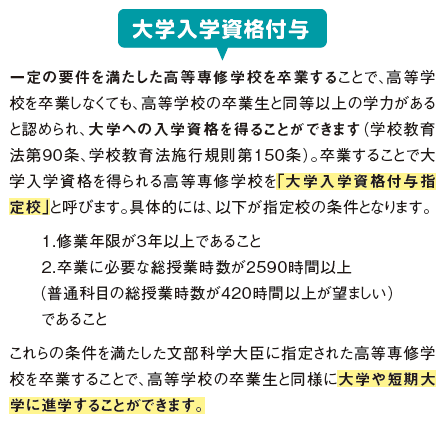 大学入学資格付与
一定の要件を満たした高等専修学校を卒業することで、高等学
校を卒業しなくても、高等学校の卒業生と同等以上の学力がある
と認められ、大学への入学資格を得ることができます(学校教育
法第90条、学校教育法施行規則第150条)。卒業することで大
学入学資格を得られる高等専修学校を「大学入学資格付与指
定校」と呼びます。具体的には、以下が指定校の条件となります。
1.修業年限が3年以上であること
2.卒業に必要な総授業時数が2590時間以上
(普通科目の総授業時数が420時間以上が望ましい)
であること
これらの条件を満たした文部科学大臣に指定された高等専修学
校を卒業することで、高等学校の卒業生と同様に大学や短期大
学に進学することができます。